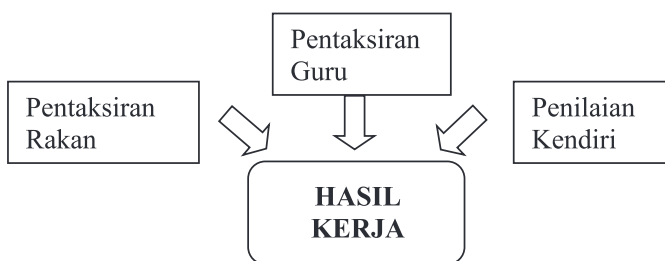 Pentaksiran
Guru
Pentaksiran
Rakan
Penilaian
Kendiri
HASIL
KERJA